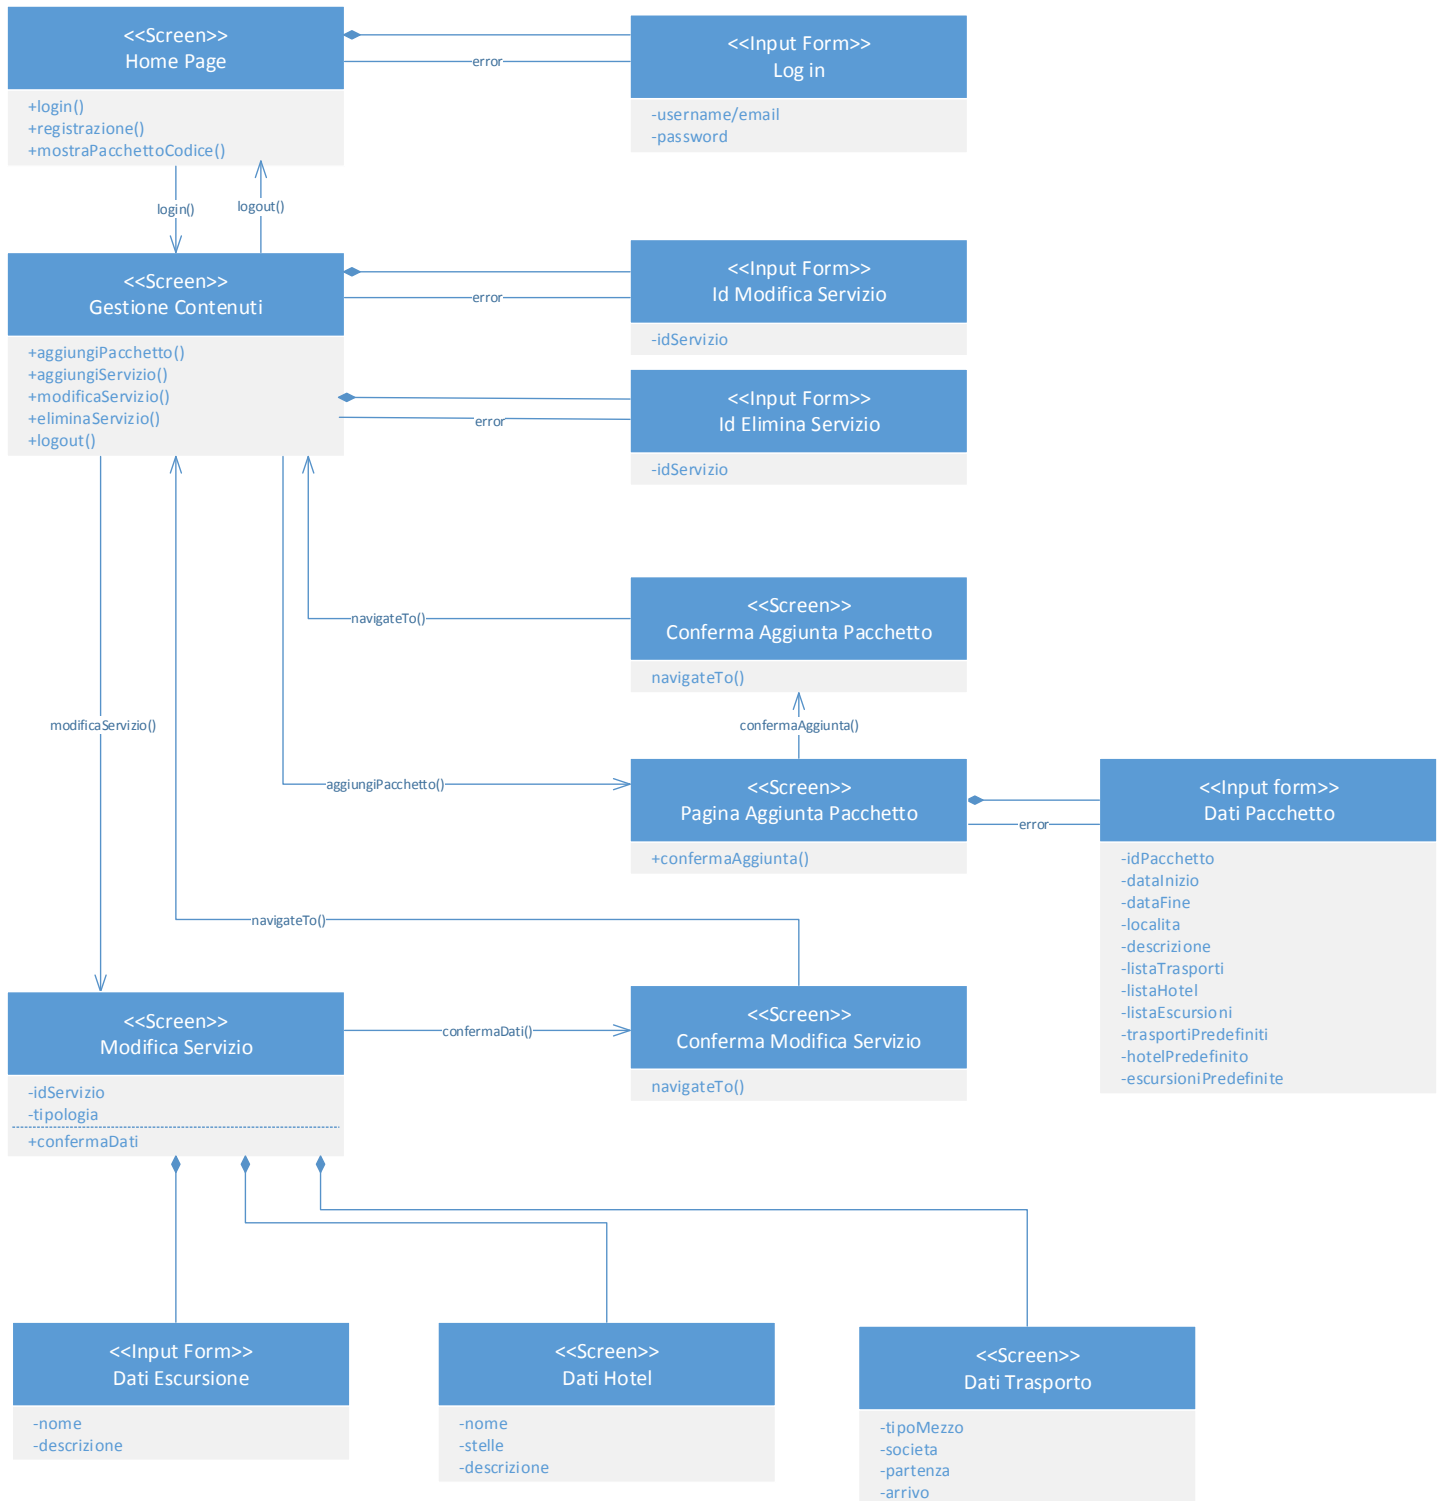 <<Screen>>
Home Page
+login()
+registrazione()
+mostraPacchettoCodice()
error
<<Input Form>>
Log in
-username/email
-password
login()
logout()
<<Screen>>
Gestione Contenuti
+aggiungiPacchetto()
+aggiungiServizio()
+modificaServizio()
+eliminaServizio()
+logout()
error
<<Input Form>>
Id Modifica Servizio
-idServizio
error
<<Input Form>>
Id Elimina Servizio
-idServizio
navigateTo()
<<Screen>>
Conferma Aggiunta Pacchetto
navigateTo()
modificaServizio()
confermaAggiunta()
aggiungiPacchetto()
<<Screen>>
Pagina Aggiunta Pacchetto
+confermaAggiunta()
error
<<Input form>>
Dati Pacchetto
-idPacchetto
-dataInizio
-dataFine
-localita
-descrizione
-listaTrasporti
-listaHotel
-listaEscursioni
-trasportiPredefiniti
-hotelPredefinito
-escursioniPredefinite
navigateTo()
<<Screen>>
Modifica Servizio
-idServizio
-tipologia
+confermaDati
confermaDati()
<<Screen>>
Conferma Modifica Servizio
navigateTo()
<<Input Form>>
Dati Escursione
-nome
-descrizione
<<Screen>>
Dati Hotel
-nome
-stelle
-descrizione
<<Screen>>
Dati Trasporto
-tipoMezzo
-societa
-partenza
-arrivo